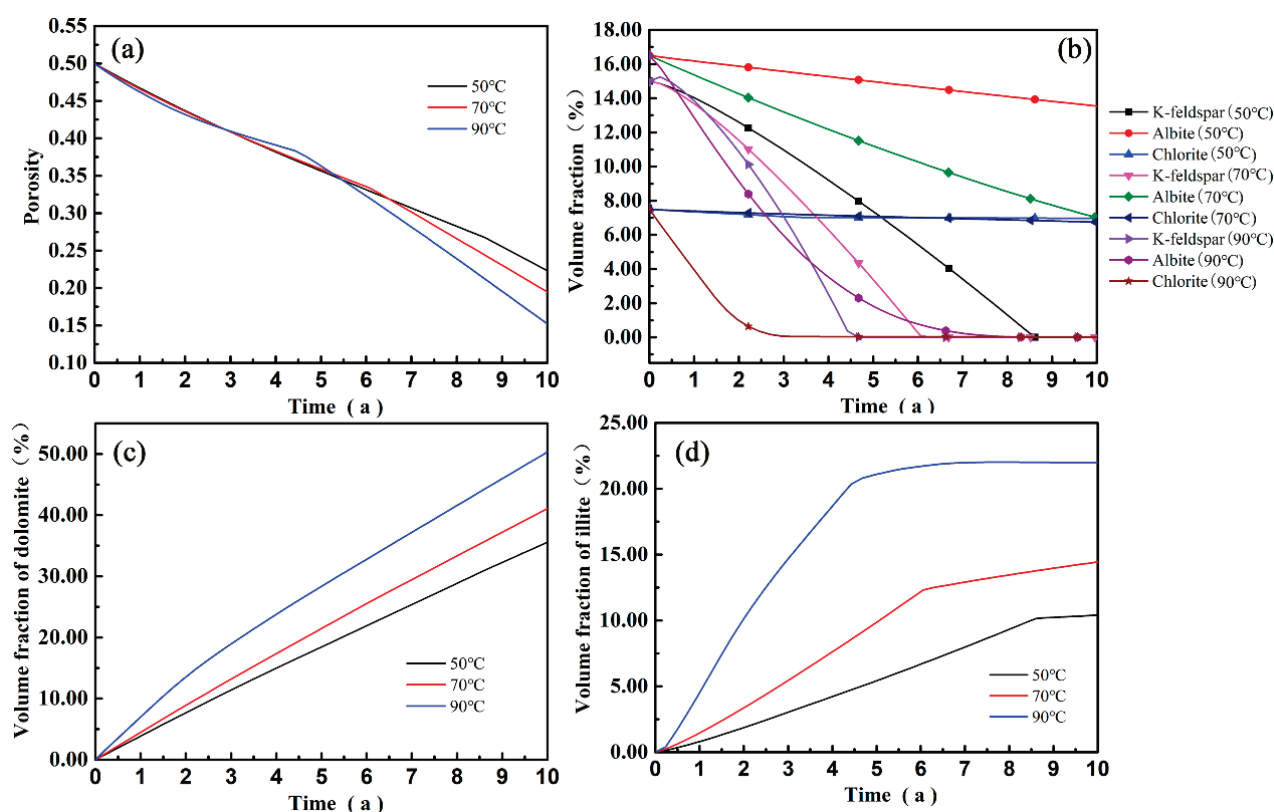 (a)
0.55
0.50
0.45
0.40
0.35
0.30
0.25
0.20
0.15
0.10
Porosity
50℃
70℃
90℃
0 1 2 3 4 5 6 7 8 9 10
Time ( a )
(b)
18.00
16.00
14.00
12.00
10.00
8.00
6.00
4.00
2.00
0.00
Volume fraction (%)
K-feldspar (50℃)
Albite (50℃)
Chlorite (50℃)
K-feldspar (70℃)
Albite (70℃)
Chlorite (70℃)
K-feldspar (90℃)
Albite (90℃)
Chlorite (90℃)
0 1 2 3 4 5 6 7 8 9 10
Time ( a )
(c)
50.00
40.00
30.00
20.00
10.00
0.00
Volume fraction of dolomite (%)
50℃
70℃
90℃
0 1 2 3 4 5 6 7 8 9 10
Time ( a )
(d)
25.00
20.00
15.00
10.00
5.00
0.00
Volume fraction of illite (%)
50℃
70℃
90℃
0 1 2 3 4 5 6 7 8 9 10
Time ( a )